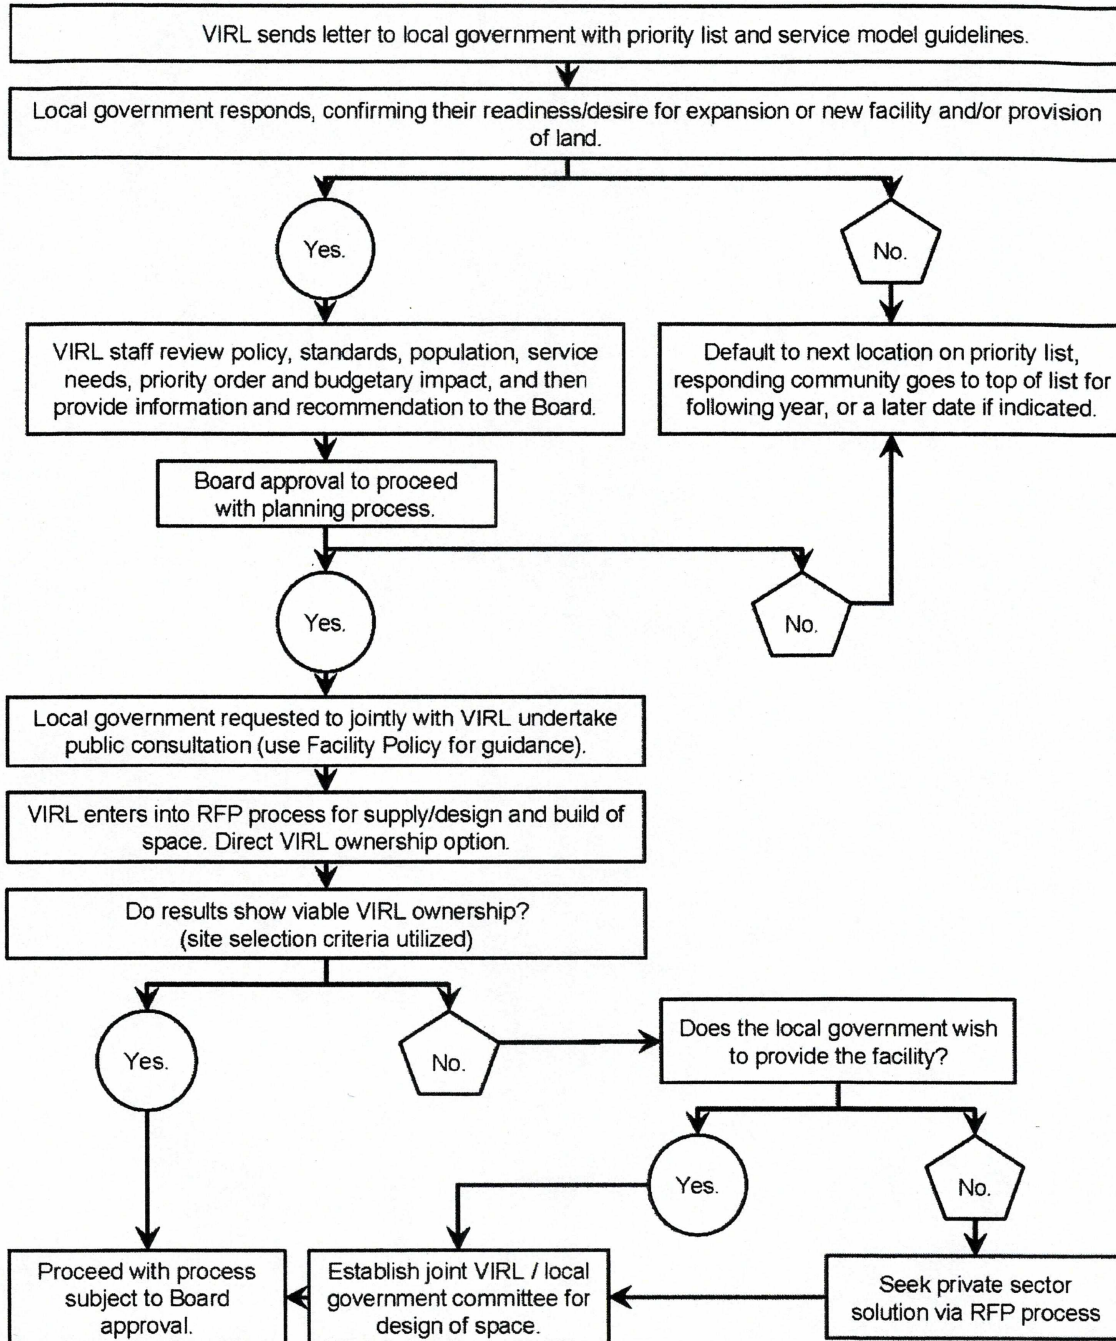 VIRL sends letter to local government with priority list and service model guidelines.
Local government responds, confirming their readiness/desire for expansion or new facility and/or provision
of land.
Yes.
No.
VIRL staff review policy, standards, population, service
needs, priority order and budgetary impact, and then
provide information and recommendation to the Board.
Default to next location on priority list,
responding community goes to top of list for
following year, or a later date if indicated.
Board approval to proceed
with planning process.
Yes.
No.
Local government requested to jointly with VIRL undertake
public consultation (use Facility Policy for guidance).
VIRL enters into RFP process for supply/design and build of
space. Direct VIRL ownership option.
Do results show viable VIRL ownership?
(site selection criteria utilized)
Yes.
No.
Does the local government wish
to provide the facility?
Yes.
No.
Proceed with process
subject to Board
approval.
Establish joint VIRL / local
government committee for
design of space.
Seek private sector
solution via RFP process